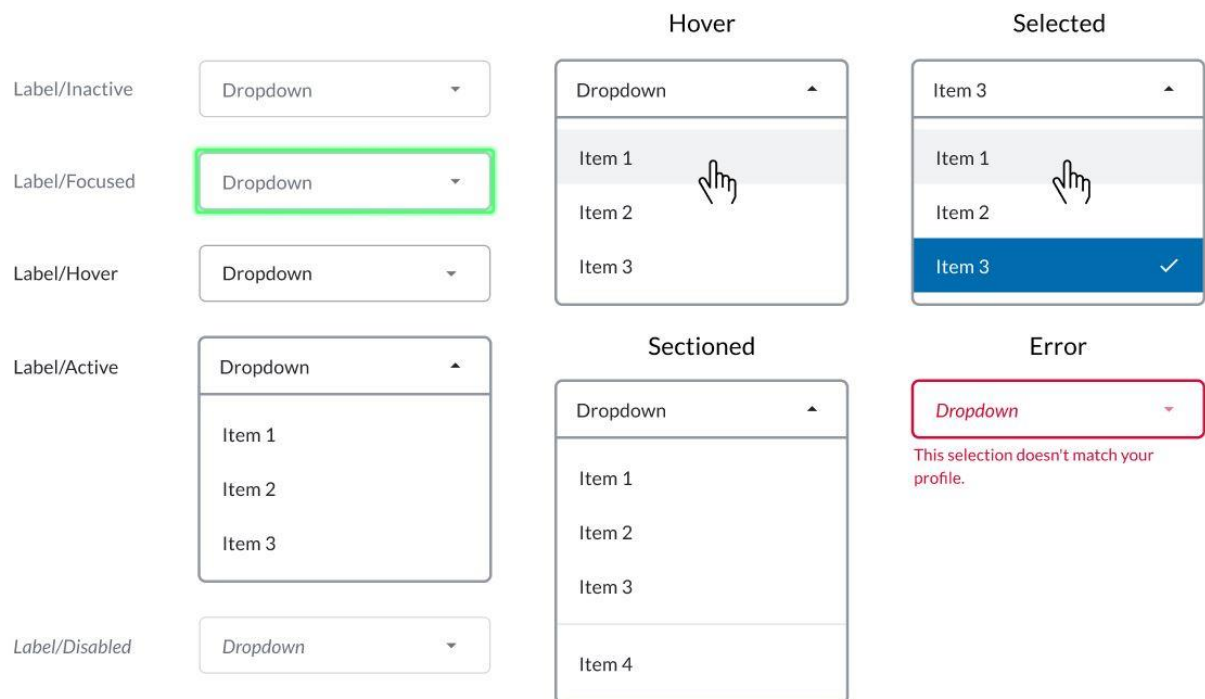 Hover
Selected
Label/Inactive
Dropdown
Dropdown
Item 3
Item 1
Item 1
Label/Focused
Dropdown
Item 2
Item 2
Label/Hover
Dropdown
Item 3
Item 3
Sectioned
Error
Label/Active
Dropdown
Dropdown
Dropdown
Item 1
This selection doesn't match your
profile.
Item 1
Item 2
Item 2
Item 3
Item 3
Label/Disabled
Dropdown
Item 4